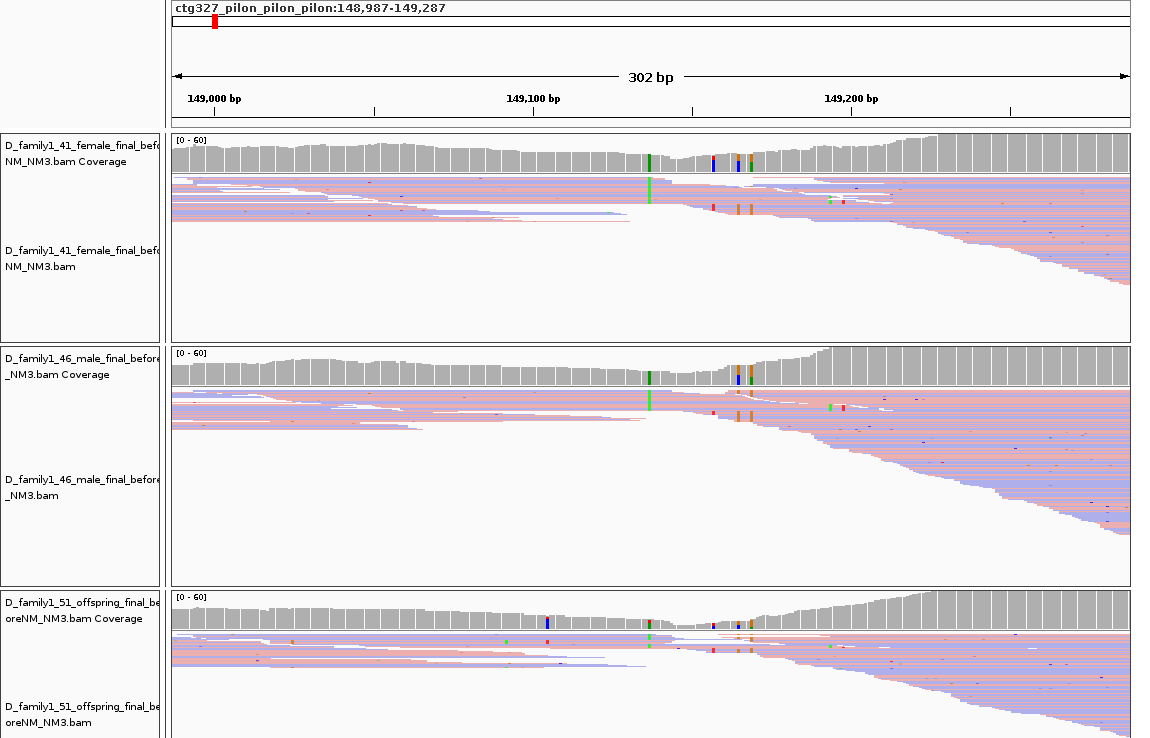 ctg327_pilon_pilon_pilon:148,987-149,287
302 bp
149,000 bp 149,100 bp 149,200 bp
[0 - 60]
D_family1_41_female_final_befo
NM_NM3.bam Coverage
D_family1_41_female_final_befo
NM_NM3.bam
[0 - 60]
D_family1_46_male_final_before
_NM3.bam Coverage
D_family1_46_male_final_before
_NM3.bam
[0 - 60]
D_family1_51_offspring_final_be
oreNM_NM3.bam Coverage
D_family1_51_offspring_final_be
oreNM_NM3.bam